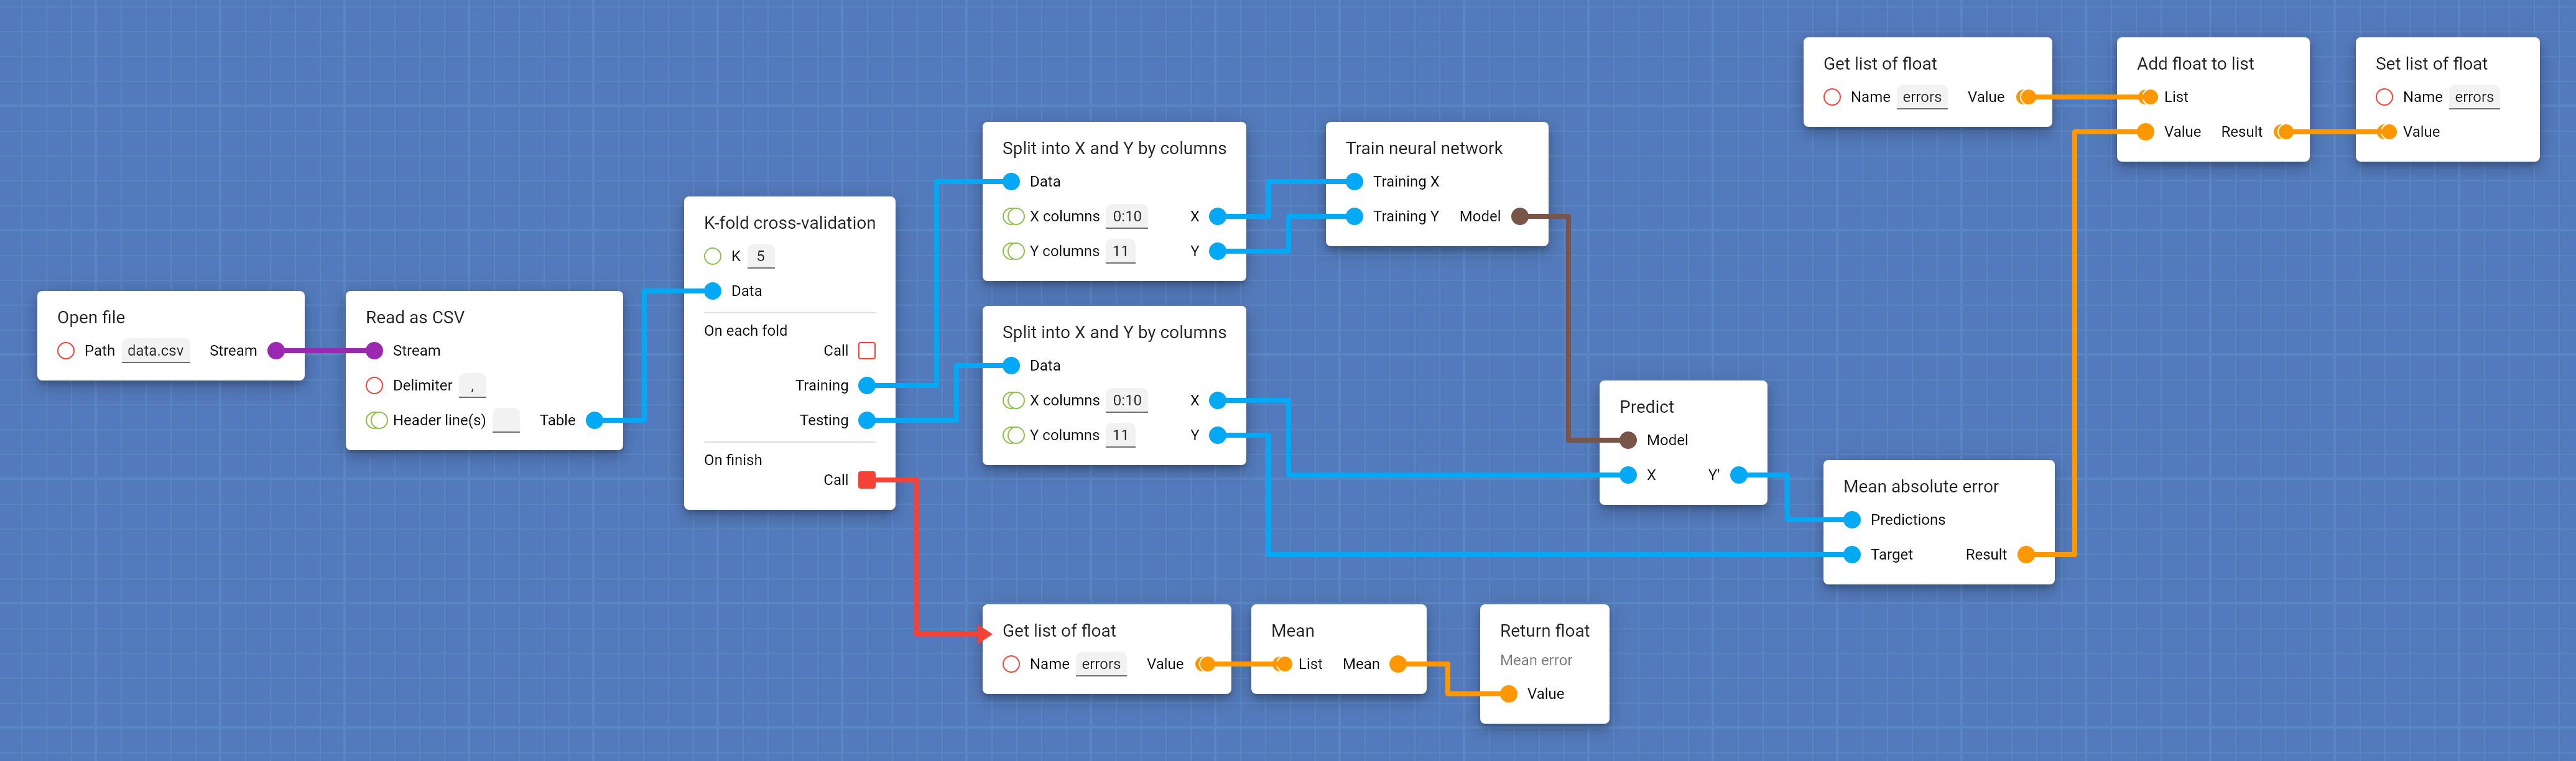 Open file
Path data.csv Stream
Read as CSV
Stream
Delimiter ,
Header line(s) Table
K-fold cross-validation
K 5
Data
On each fold
Call
Training
Testing
On finish
Call
Split into X and Y by columns
Data
X columns 0:10 X
Y columns 11 Y
Split into X and Y by columns
Data
X columns 0:10 X
Y columns 11 Y
Train neural network
Training X
Training Y Model
Predict
Model
X Y'
Mean absolute error
Predictions
Target Result
Get list of float
Name errors Value
Add float to list
List
Value Result
Set list of float
Name errors
Value
Get list of float
Name errors Value
Mean
List Mean
Return float
Mean error
Value